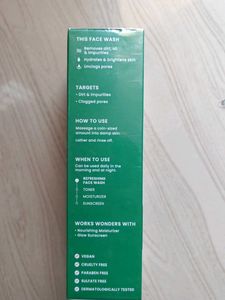 THIS FACE WASH
Removes dirt, oil
& impurities
Hydrates & brightens skin
Unclogs pores
TARGETS
• Dirt & Impurities
• Clogged pores
HOW TO USE
Massage a coin-sized
amount into damp skin
Lather and rinse off.
WHEN TO USE
Can be used daily in the
morning and at night.
REFRESHING
FACE WASH
TONER
MOISTURIZER
SUNSCREEN
WORKS WONDERS WITH
• Nourishing Moisturizer
• Glow Sunscreen
VEGAN
CRUELTY FREE
PARABEN FREE
SULFATE FREE
DERMATOLOGICALLY TESTED